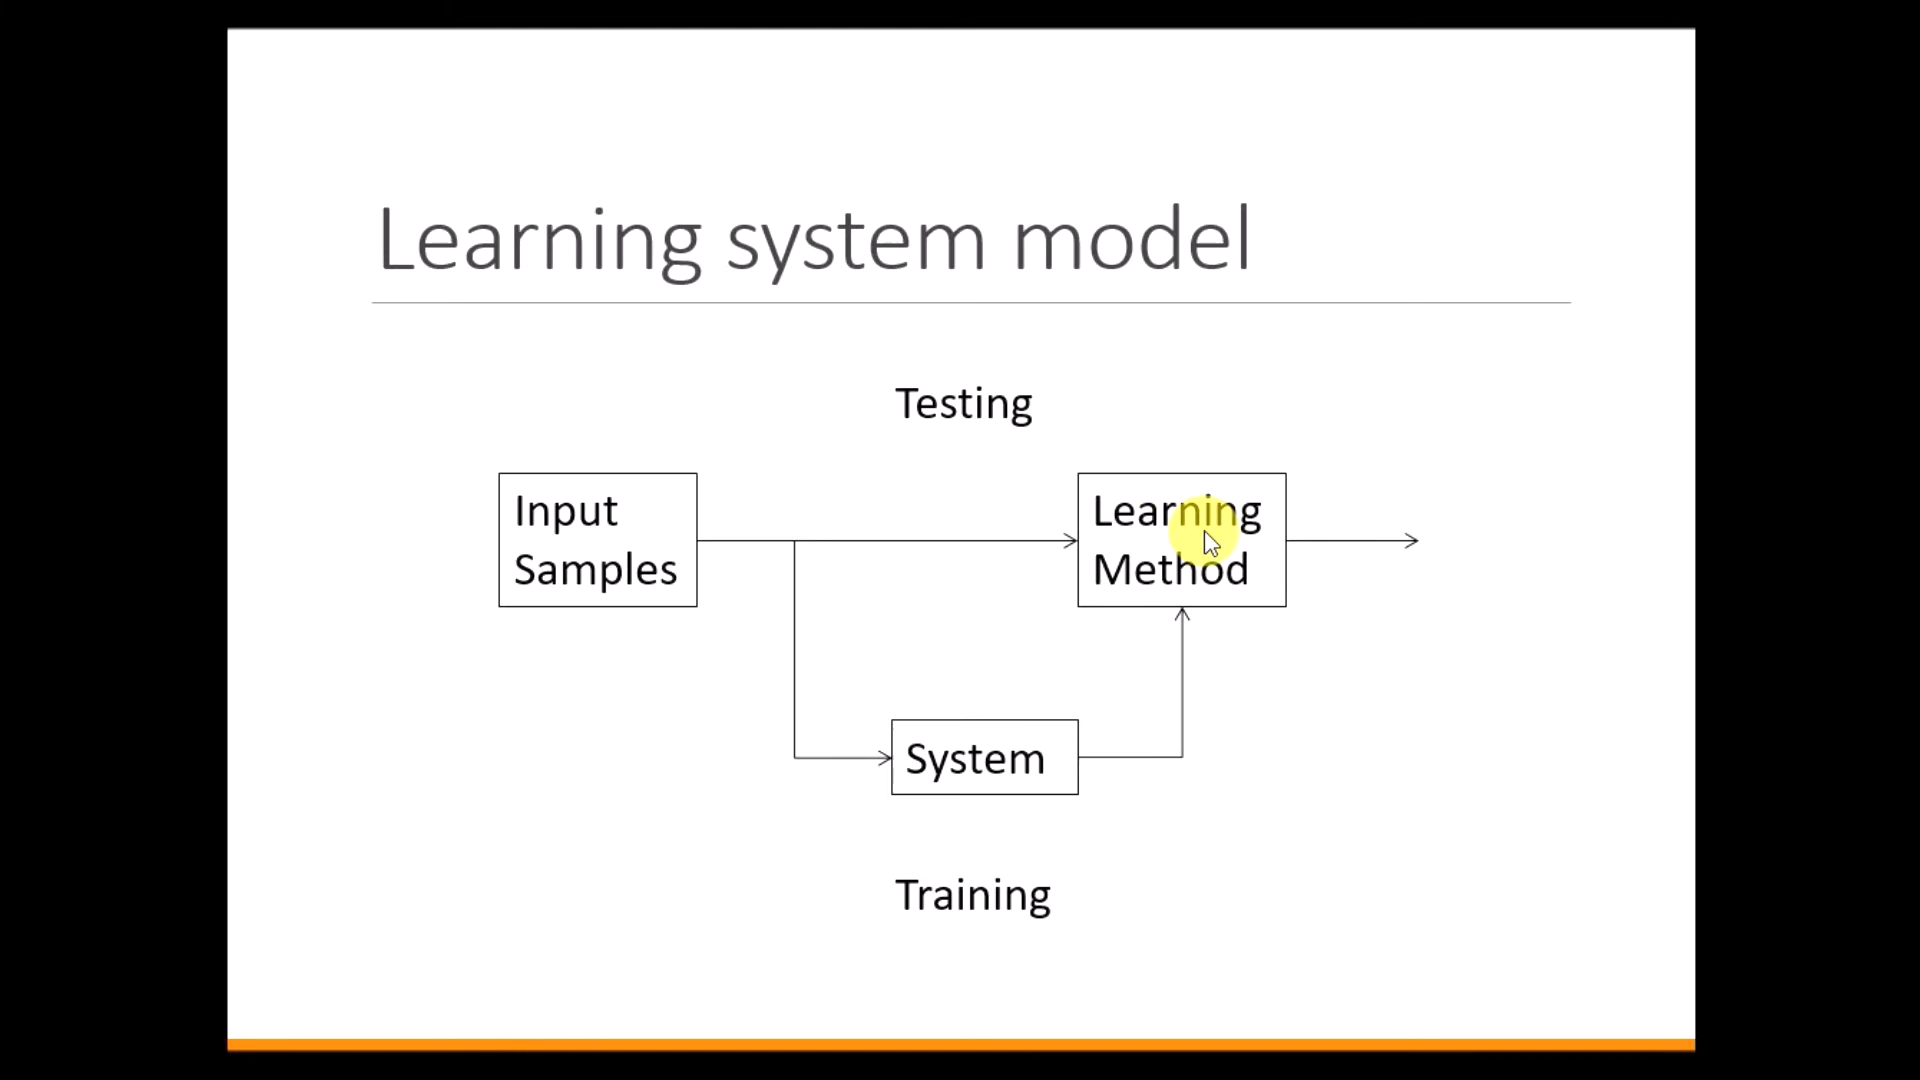 Learning system model
Testing
Input
Samples
Learning
Method
System
Training